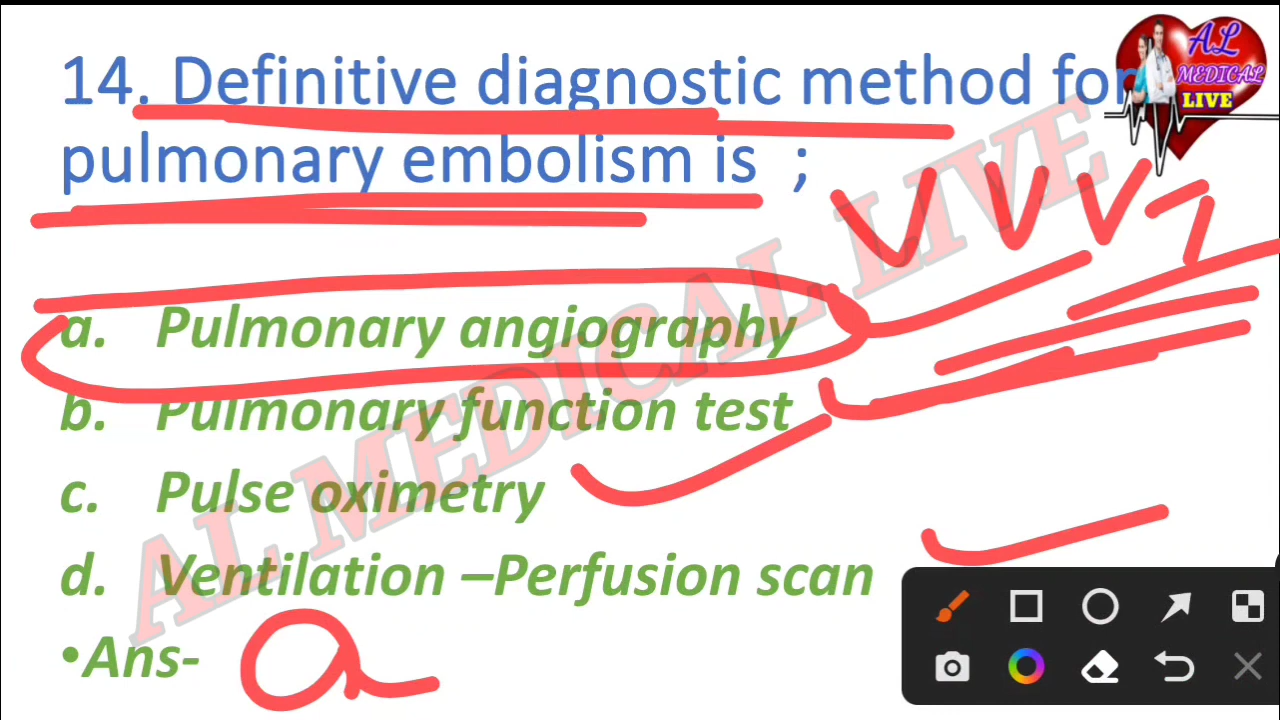 14. Definitive diagnostic method for
pulmonary embolism is ;
AL
MEDICAL
LIVE
VVV
a. Pulmonary angiography
b. Pulmonary function test
c. Pulse oximetry
d. Ventilation –Perfusion scan
•Ans- a
AL MEDICAL LIVE